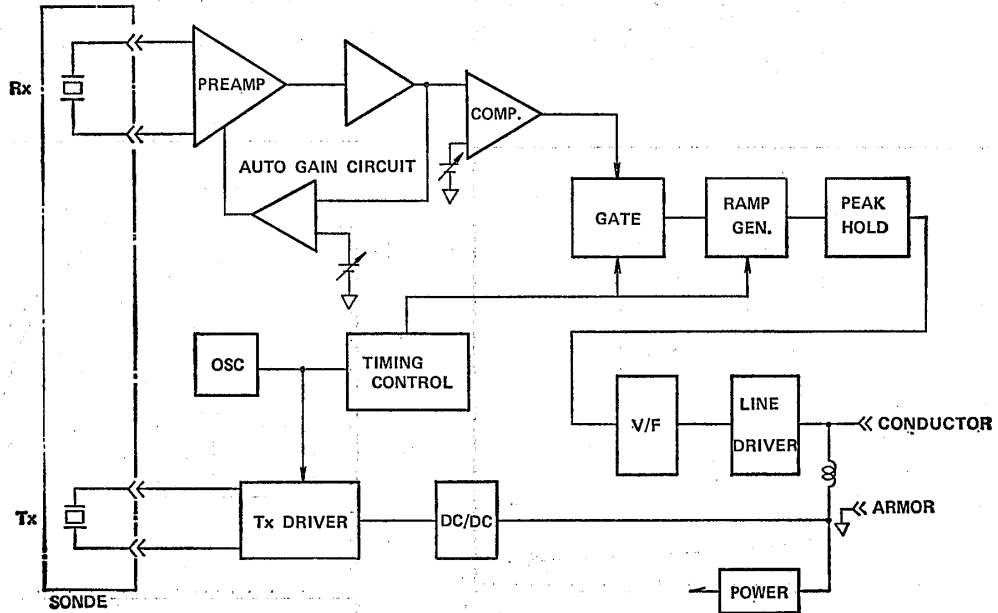 Rx
PREAMP
COMP.
AUTO GAIN CIRCUIT
GATE
RAMP
GEN.
PEAK
HOLD
OSC
TIMING
CONTROL
V/F
LINE
DRIVER
CONDUCTOR
Tx
Tx DRIVER
DC/DC
ARMOR
POWER
SONDE